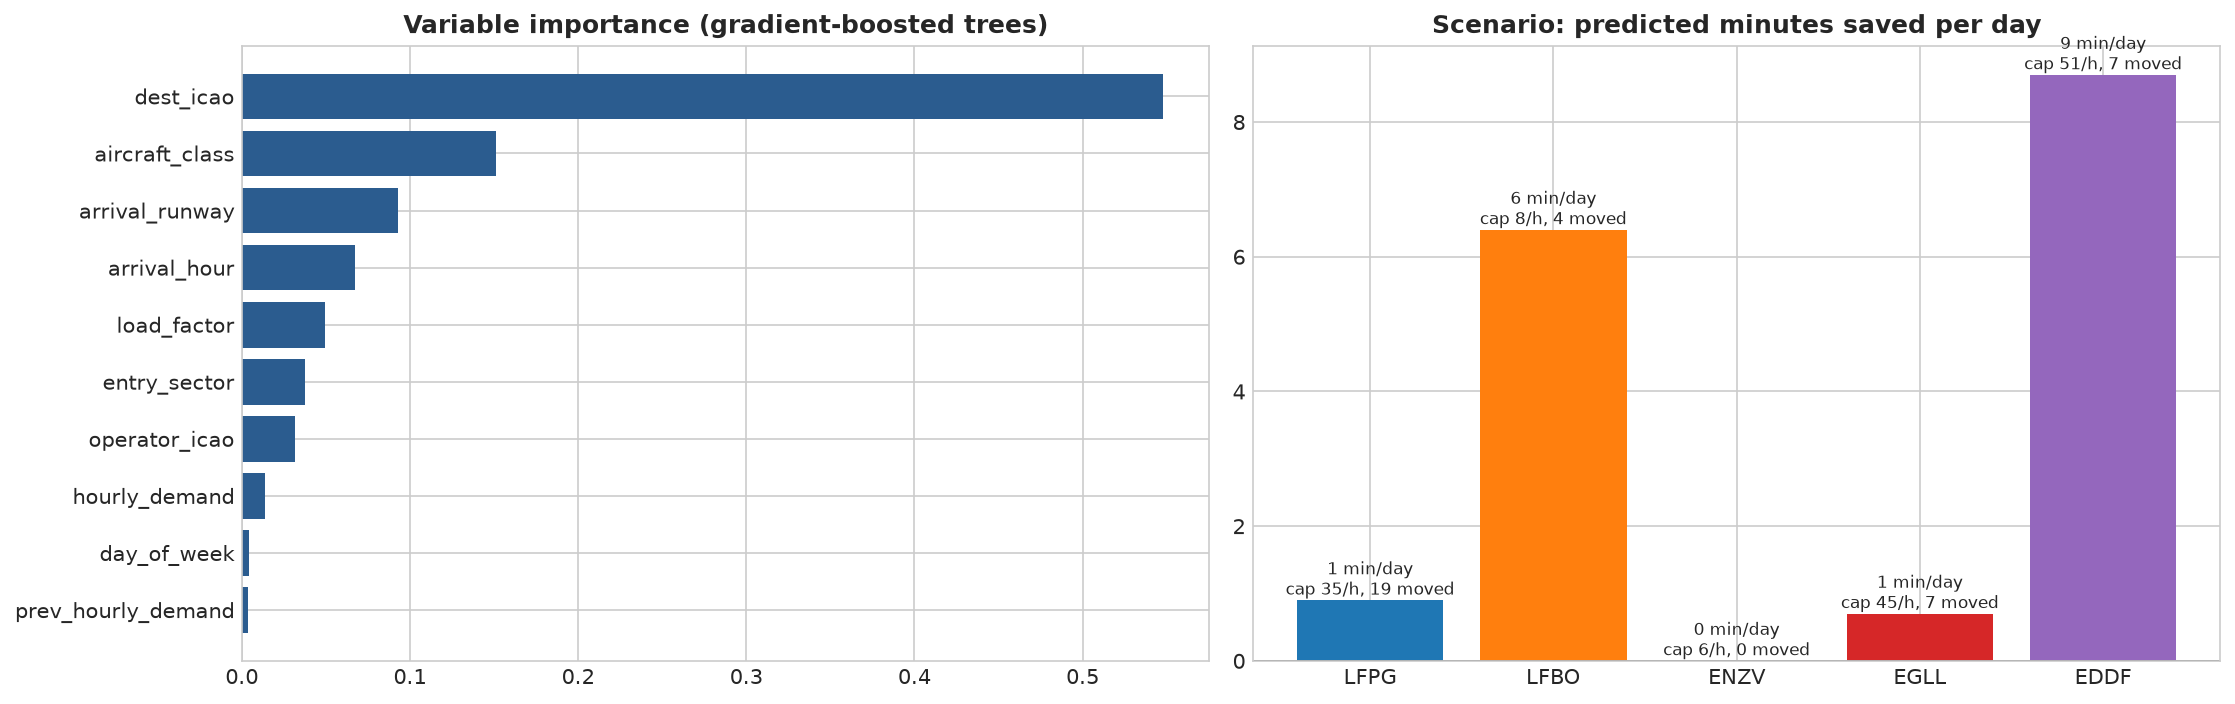 Variable importance (gradient-boosted trees)
dest_icao
aircraft_class
arrival_runway
arrival_hour
load_factor
entry_sector
operator_icao
hourly_demand
day_of_week
prev_hourly_demand
0.0 0.1 0.2 0.3 0.4 0.5
Scenario: predicted minutes saved per day
9 min/day
cap 51/h, 7 moved
8
6 min/day
cap 8/h, 4 moved
6
4
2
1 min/day
cap 35/h, 19 moved
1 min/day
cap 45/h, 7 moved
0 min/day
cap 6/h, 0 moved
0
LFPG LFBO ENZV EGLL EDDF